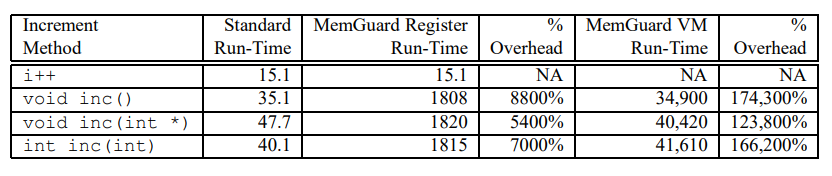 Increment Standard MemGuard Register % MemGuard VM %
Method Run-Time Run-Time Overhead Run-Time Overhead
i++ 15.1 15.1 NA NA NA
void inc() 35.1 1808 8800% 34,900 174,300%
void inc(int *) 47.7 1820 5400% 40,420 123,800%
int inc(int) 40.1 1815 7000% 41,610 166,200%